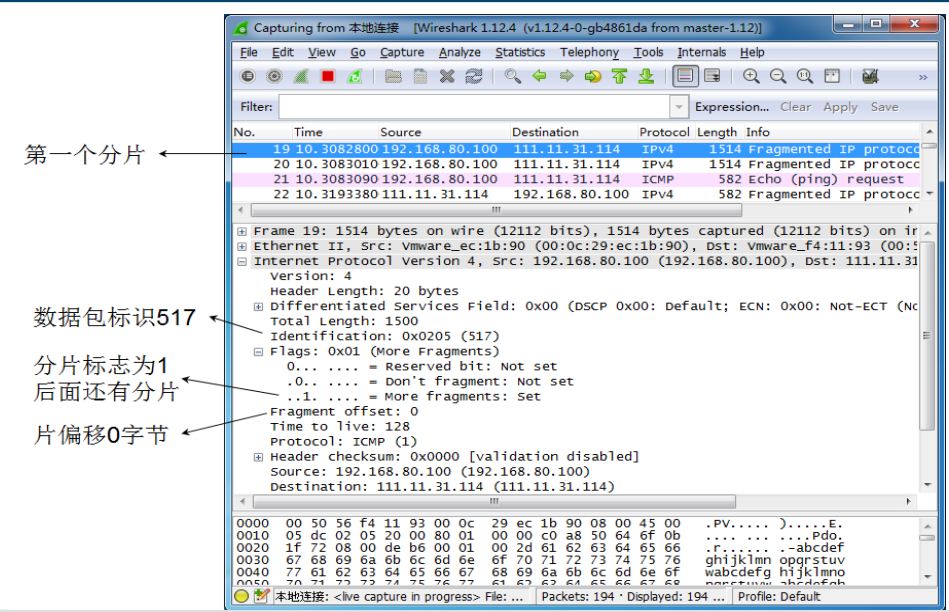 Capturing from 本地连接 [Wireshark 1.12.4 (v1.12.4-0-gb4861da from master-1.12)]
File Edit View Go Capture Analyze Statistics Telephony Tools Internals Help
Filter: Expression... Clear Apply Save
No. Time Source Destination Protocol Length Info
第一个分片
19 10.3082800 192.168.80.100 111.11.31.114 IPv4 1514 Fragmented IP protoco
20 10.3083010 192.168.80.100 111.11.31.114 IPv4 1514 Fragmented IP protoco
21 10.3083090 192.168.80.100 111.11.31.114 ICMP 582 Echo (ping) request
22 10.3193380 111.11.31.114 192.168.80.100 IPv4 582 Fragmented IP protoco
Frame 19: 1514 bytes on wire (12112 bits), 1514 bytes captured (12112 bits) on
Ethernet II, Src: Vmware_ec:1b:90 (00:0c:29:ec:1b:90), Dst: Vmware_f4:11:93 (00:5
Internet Protocol Version 4, Src: 192.168.80.100 (192.168.80.100), Dst: 111.11.31
Version: 4
Header Length: 20 bytes
Differentiated Services Field: 0x00 (DSCP 0x00: Default; ECN: 0x00: Not-ECT (No
Total Length: 1500
数据包标识517
Identification: 0x0205 (517)
Flags: 0x01 (More Fragments)
0... .... = Reserved bit: Not set
.0.. .... = Don't fragment: Not set
..1. .... = More fragments: Set
分片标志为1
后面还有分片
Fragment offset: 0
片偏移0字节
Time to live: 128
Protocol: ICMP (1)
Header checksum: 0x0000 [validation disabled]
Source: 192.168.80.100 (192.168.80.100)
Destination: 111.11.31.114 (111.11.31.114)
0000 00 50 56 f4 11 93 00 0c 29 ec 1b 90 08 00 45 00 .PV..... ).....E.
0010 05 dc 02 05 20 00 80 01 00 00 c0 a8 50 64 6f 0b .... ... ....Pdo.
0020 1f 72 08 00 de b6 00 01 00 2d 61 62 63 64 65 66 .r...... .-abcdef
0030 67 68 69 6a 6b 6c 6d 6e 6f 70 71 72 73 74 75 76 ghijklmn opqrstuv
0040 77 61 62 63 64 65 66 67 68 69 6a 6b 6c 6d 6e 6f wabcdefg hijklmno
0050 70 71 72 73 74 75 76 77 61 62 63 64 65 66 67 68 pqrstuvw abcdefgh
本地连接: <live capture in progress> File: ... Packets: 194 · Displayed: 194 ... Profile: Default